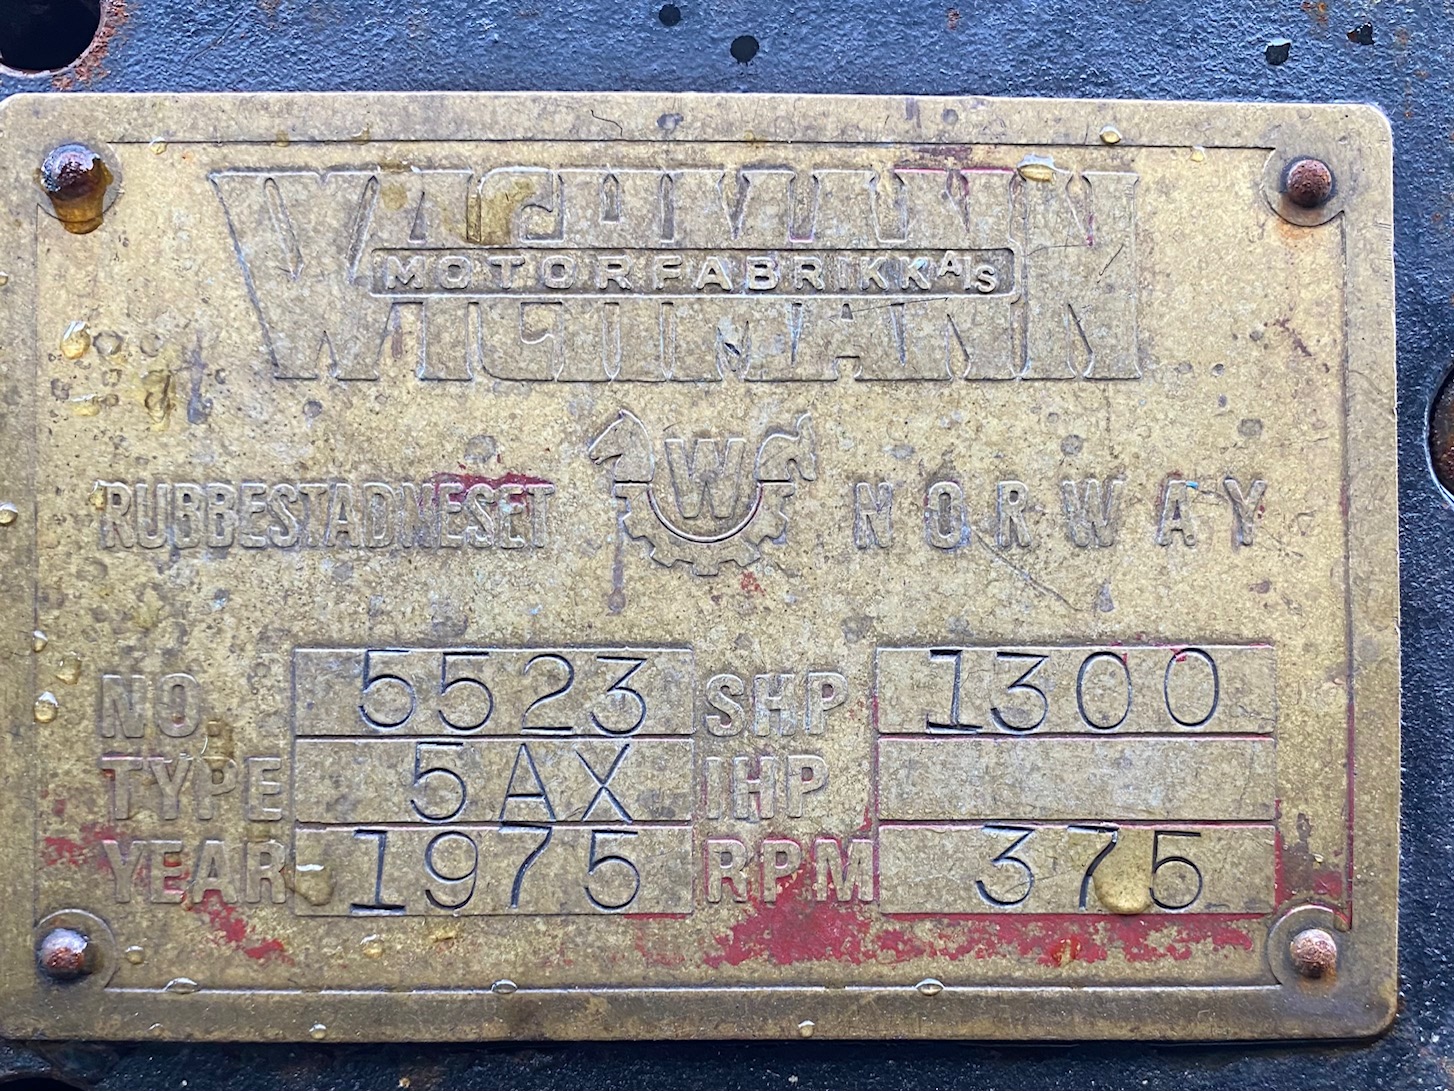 WICHMANN
MOTORFABRIKK A/S
W
RUBBESTADNESET NORWAY
NO. 5523 SHP 1300
TYPE 5AX IHP
YEAR 1975 RPM 375